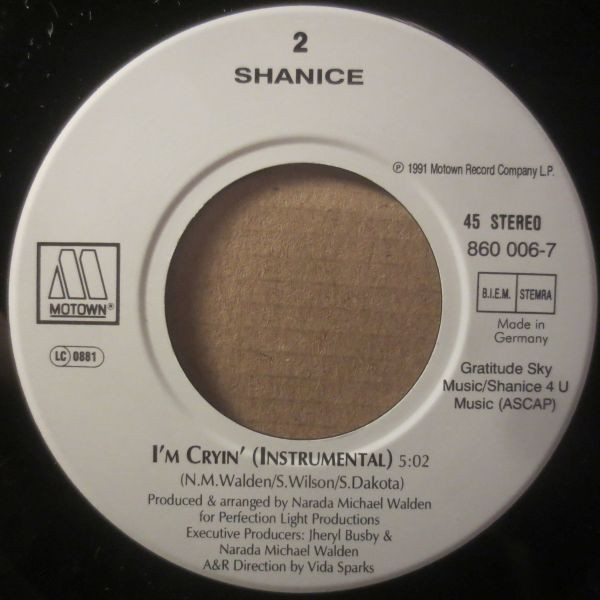 2
SHANICE
℗ 1991 Motown Record Company L.P.
45 STEREO
860 006-7
B.I.E.M. STEMRA
Made in
Germany
MOTOWN®
LC 0881
Gratitude Sky
Music/Shanice 4 U
Music (ASCAP)
I'M CRYIN' (INSTRUMENTAL) 5:02
(N.M.Walden/S.Wilson/S.Dakota)
Produced & arranged by Narada Michael Walden
for Perfection Light Productions
Executive Producers: Jheryl Busby &
Narada Michael Walden
A&R Direction by Vida Sparks